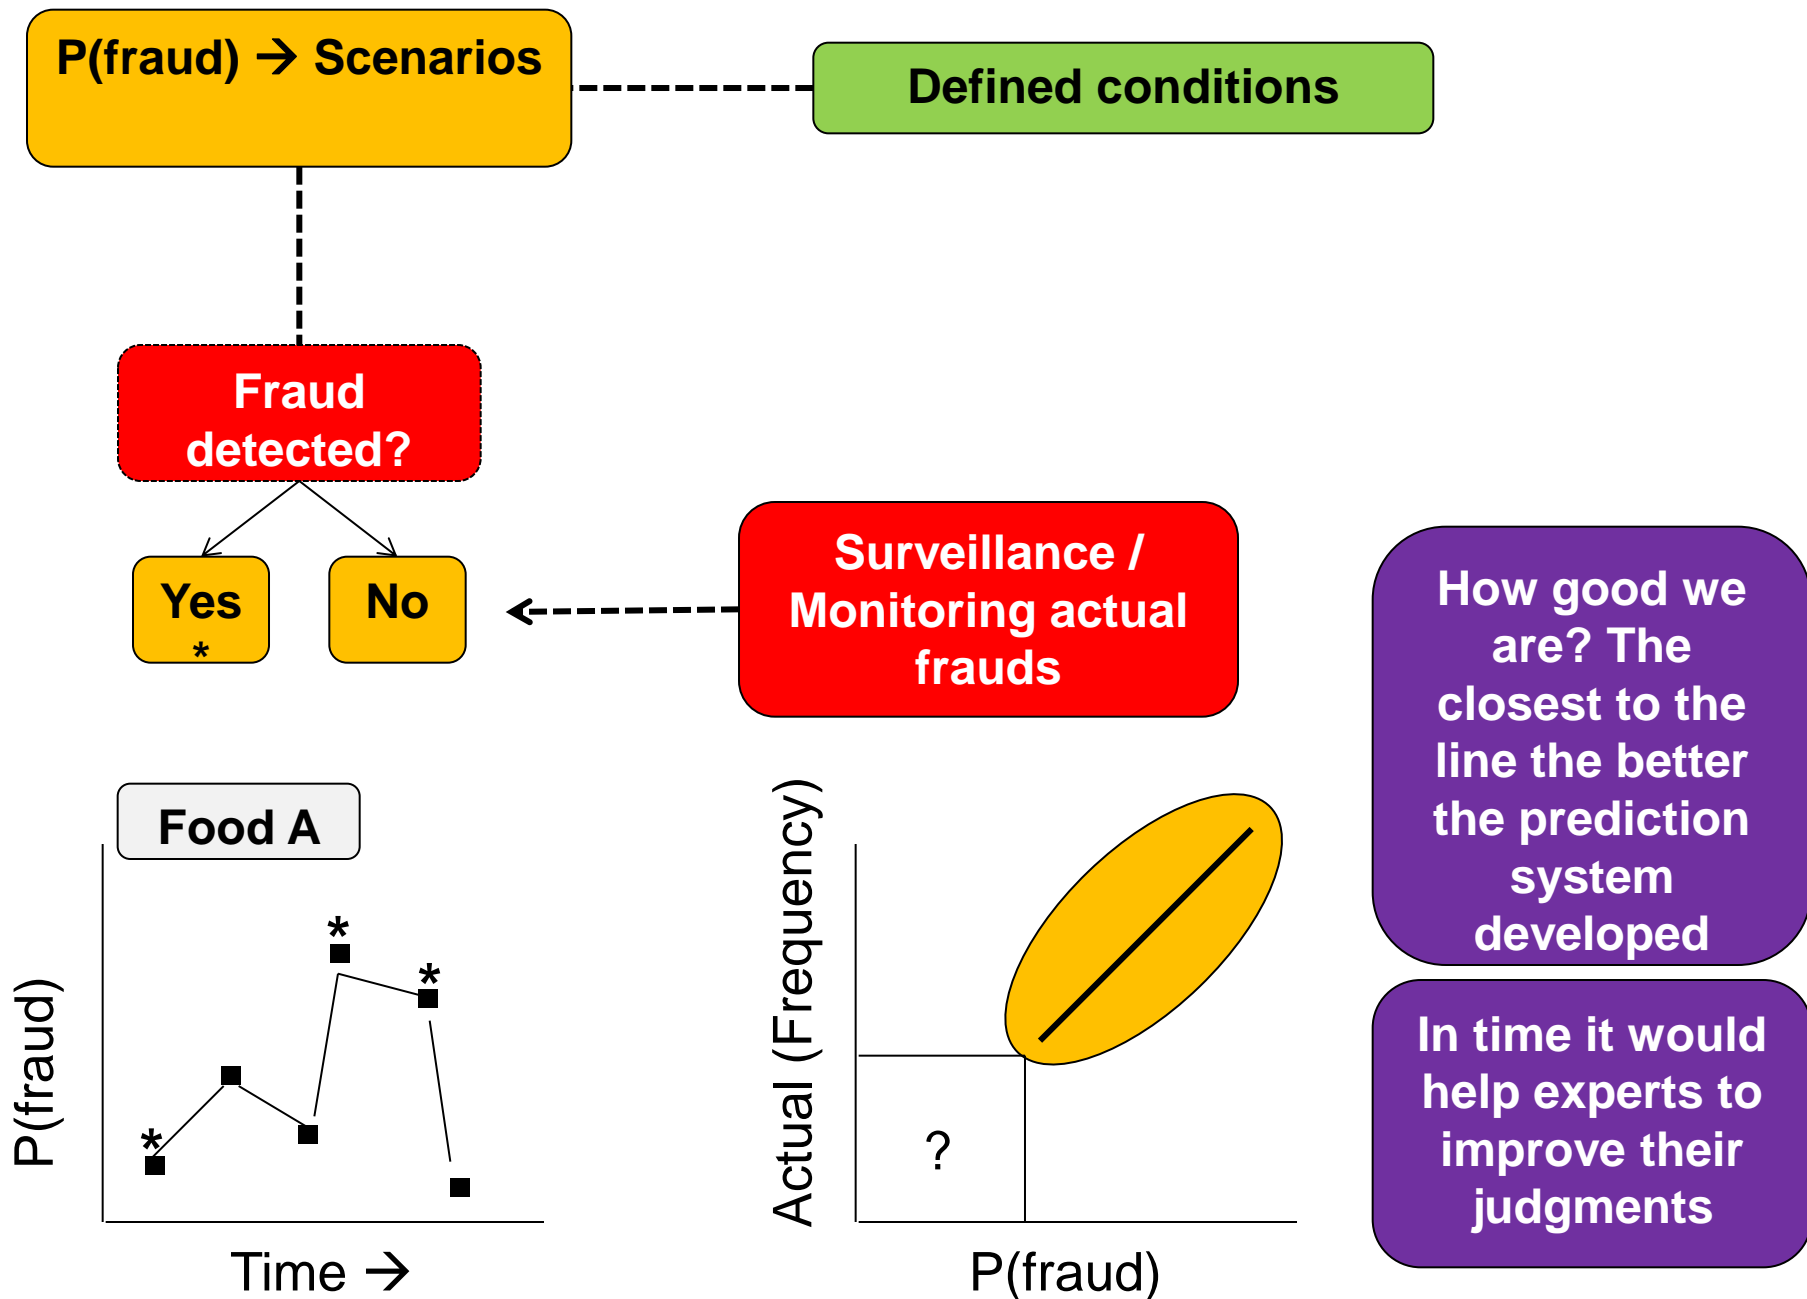 P(fraud) → Scenarios
Defined conditions
Fraud
detected?
Yes
*
No
Surveillance /
Monitoring actual
frauds
How good we
are? The
closest to the
line the better
the prediction
system
developed
In time it would
help experts to
improve their
judgments
Food A
*
*
*
P(fraud)
Time →
Actual (Frequency)
?
P(fraud)